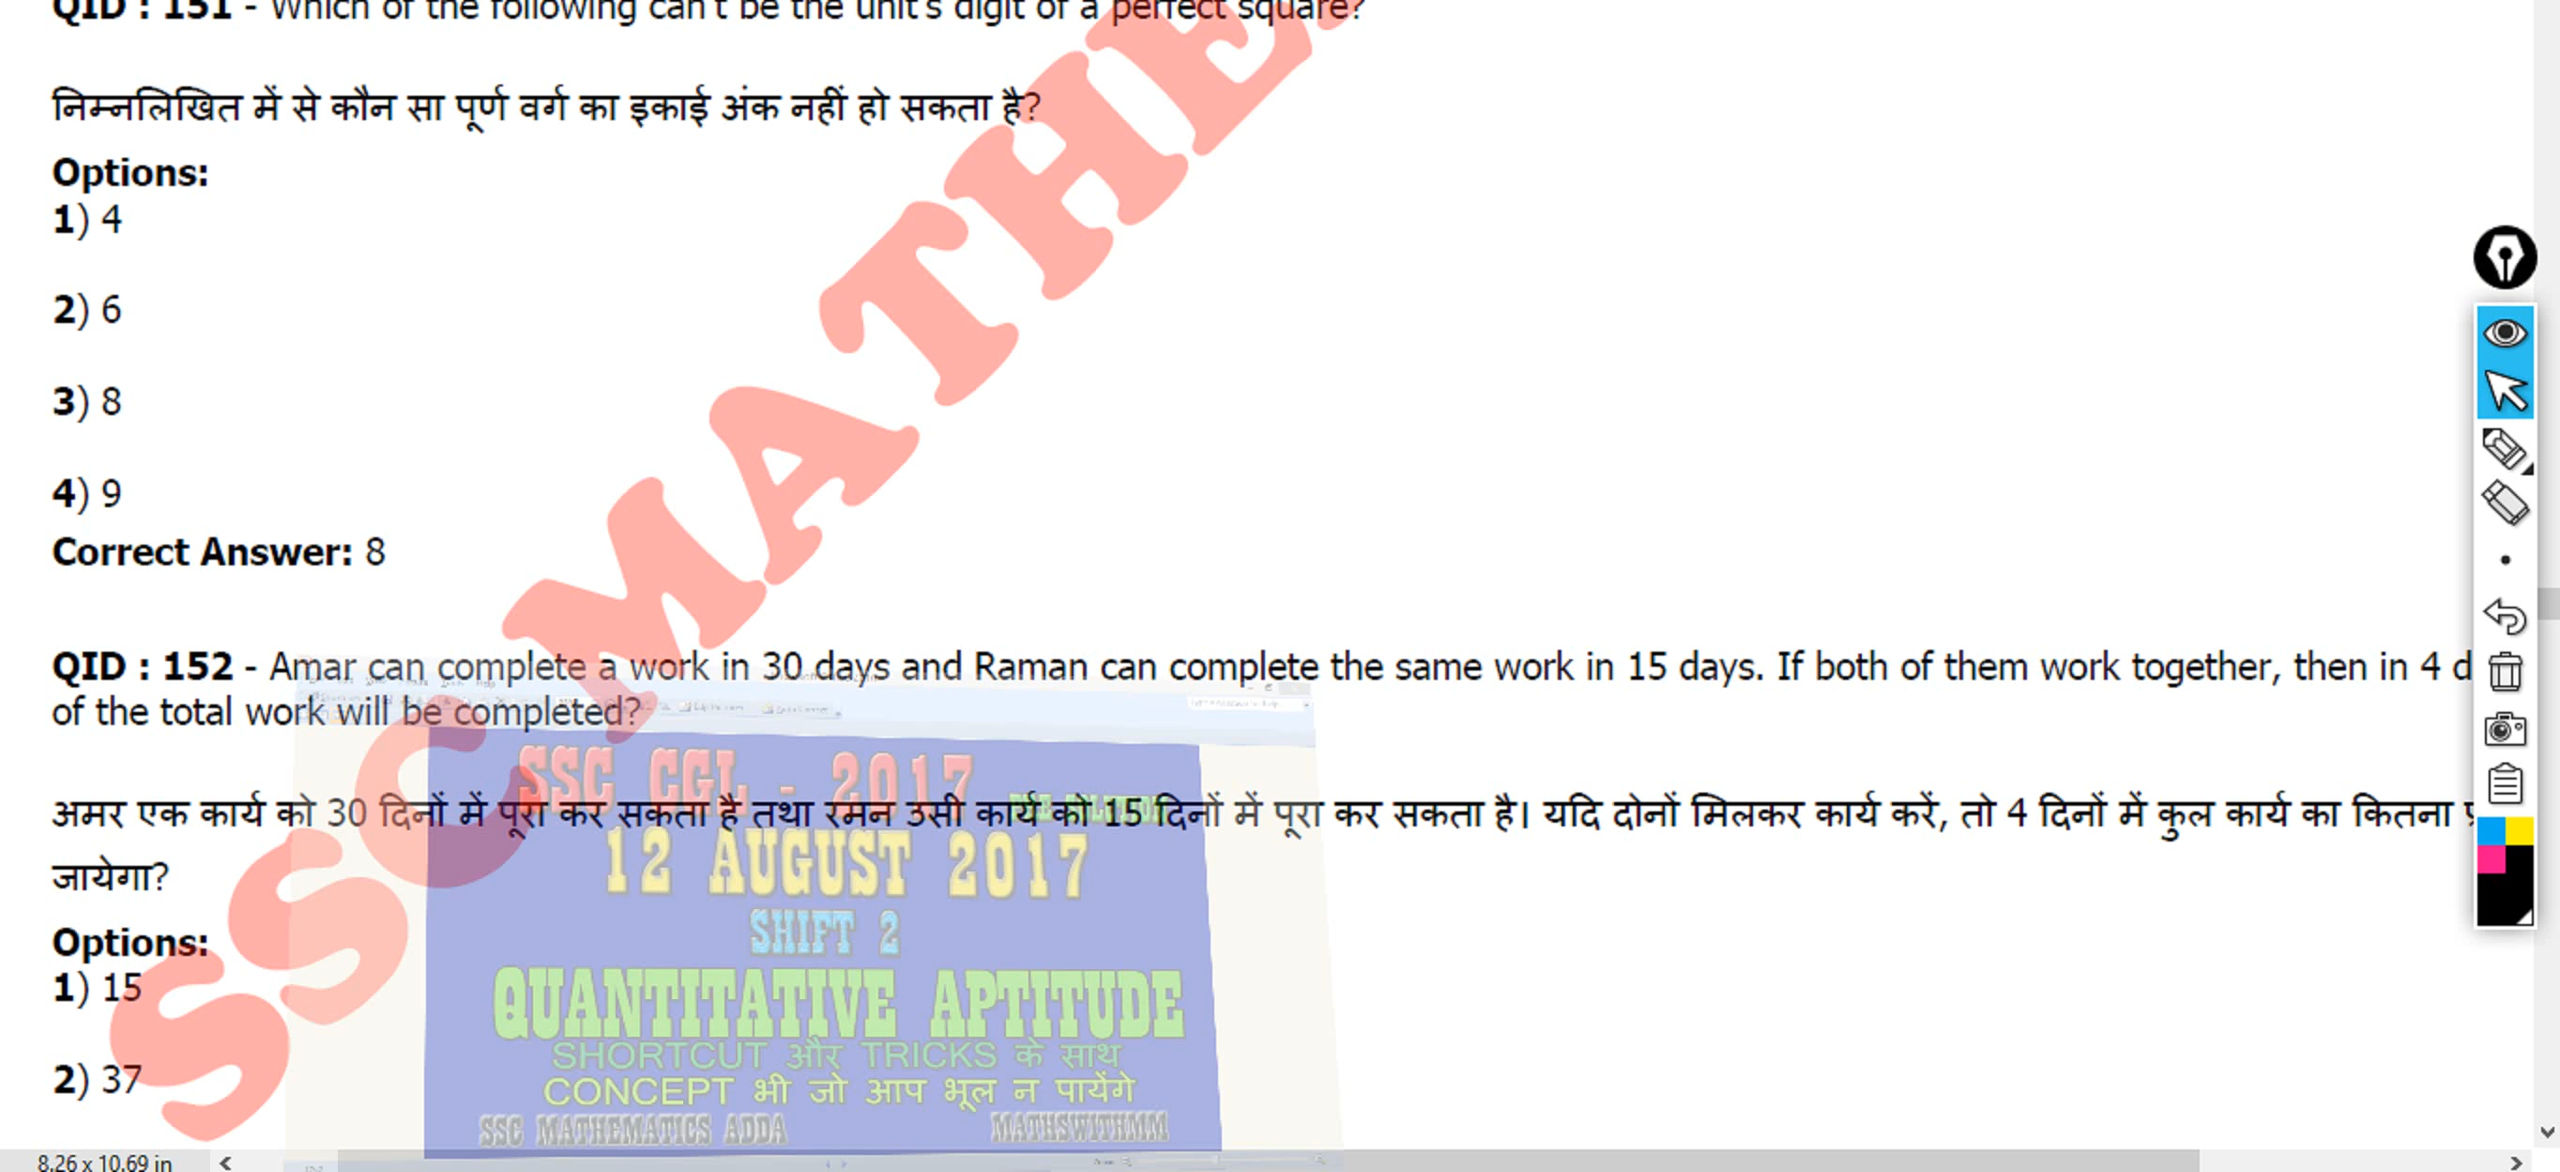 QID : 151 - Which of the following can't be the unit's digit of a perfect square?
निम्नलिखित में से कौन सा पूर्ण वर्ग का इकाई अंक नहीं हो सकता है?
Options:
1) 4
2) 6
3) 8
4) 9
Correct Answer: 8
QID : 152 - Amar can complete a work in 30 days and Raman can complete the same work in 15 days. If both of them work together, then in 4 d
of the total work will be completed?
अमर एक कार्य को 30 दिनों में पूरा कर सकता है तथा रमन उसी कार्य को 15 दिनों में पूरा कर सकता है। यदि दोनों मिलकर कार्य करें, तो 4 दिनों में कुल कार्य का कितना
जायेगा?
Options:
1) 15
2) 37
SSC MATHE
SSC CGL - 2017
12 AUGUST 2017
SHIFT 2
QUANTITATIVE APTITUDE
SHORTCUT और TRICKS के साथ
CONCEPT भी जो आप भूल न पायेंगे
SSC MATHEMATICS ADDA MATHSWITHMM
8.26 x 10.69 in